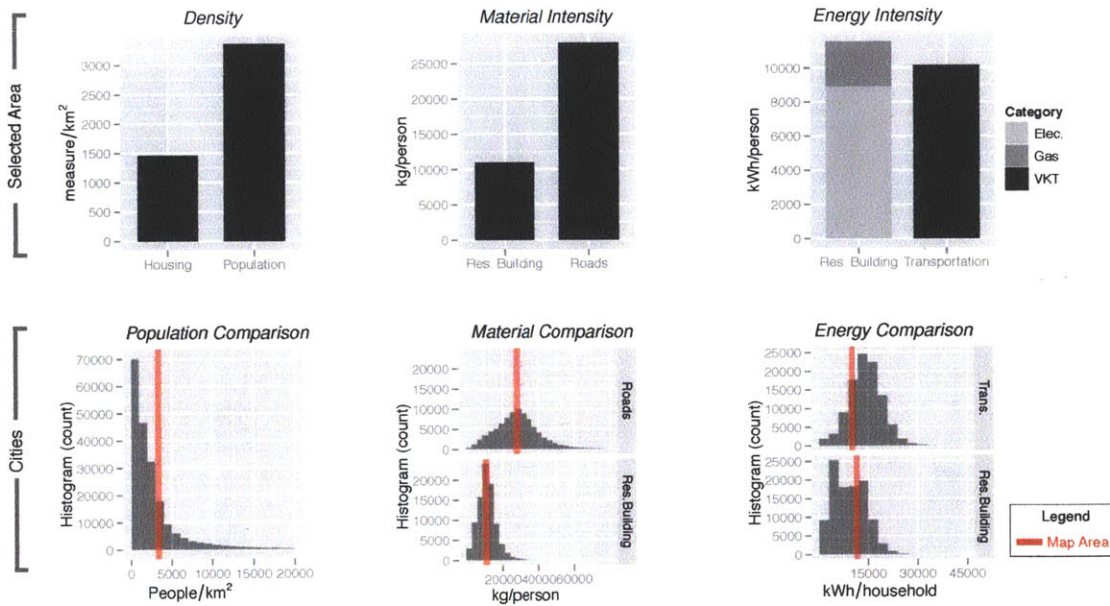 Selected Area
Density
measure/km²
3000
2500
2000
1500
1000
500
0
Housing
Population
Material Intensity
kg/person
25000
20000
15000
10000
5000
0
Res. Building
Roads
Energy Intensity
kWh/person
10000
8000
6000
4000
2000
0
Res. Building
Transportation
Category
Elec.
Gas
VKT
Cities
Population Comparison
Histogram (count)
70000
60000
50000
40000
30000
20000
10000
0
0 5000 10000 15000 20000
People/km²
Material Comparison
Histogram (count)
25000
20000
15000
10000
5000
0
Roads
25000
20000
15000
10000
5000
0
Res.Building
200004000060000
kg/person
Energy Comparison
Histogram (count)
25000
20000
15000
10000
5000
0
Trans.
25000
20000
15000
10000
5000
0
Res.Building
15000 30000 45000
kWh/household
Legend
Map Area